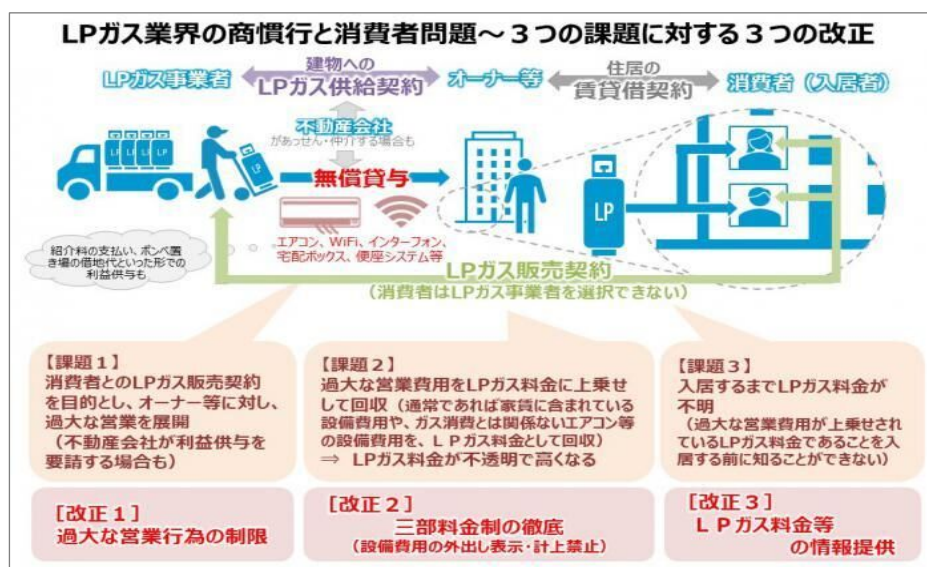 LPガス業界の商慣行と消費者問題～３つの課題に対する３つの改正
LPガス事業者
建物への
LPガス供給契約
オーナー等
住居の
賃貸借契約
消費者（入居者）
不動産会社
があっせん・仲介する場合も
LP LP LP LP
LP
無償貸与
LP
エアコン、WiFi、インターフォン、
宅配ボックス、便座システム等
紹介料の支払い、ボンベ置
き場の借地代といった形での
利益供与も
LPガス販売契約
（消費者はLPガス事業者を選択できない）
【課題１】
消費者とのLPガス販売契約
を目的とし、オーナー等に対し、
過大な営業を展開
（不動産会社が利益供与を
要請する場合も）
【課題２】
過大な営業費用をLPガス料金に上乗せ
して回収（通常であれば家賃に含まれている
設備費用や、ガス消費とは関係ないエアコン等
の設備費用を、ＬＰガス料金として回収）
⇒ LPガス料金が不透明で高くなる
【課題３】
入居するまでLPガス料金が
不明
（過大な営業費用が上乗せさ
れているLPガス料金であることを入
居する前に知ることができない）
［改正１］
過大な営業行為の制限
［改正２］
三部料金制の徹底
（設備費用の外出し表示・計上禁止）
［改正３］
ＬＰガス料金等
の情報提供